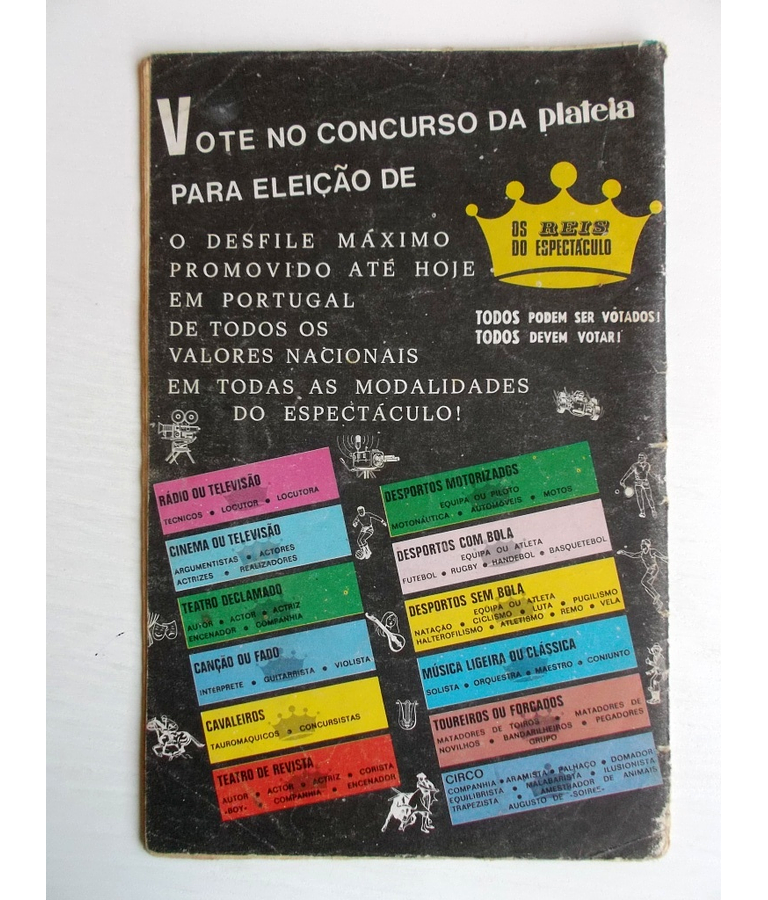 VOTE NO CONCURSO DA plateia
PARA ELEIÇÃO DE
OS REIS
DO ESPECTÁCULO
O DESFILE MÁXIMO
PROMOVIDO ATÉ HOJE
EM PORTUGAL
DE TODOS OS
VALORES NACIONAIS
EM TODAS AS MODALIDADES
DO ESPECTÁCULO!
TODOS PODEM SER VOTADOS!
TODOS DEVEM VOTAR!
RÁDIO OU TELEVISÃO
TECNICOS • LOCUTOR • LOCUTORA
CINEMA OU TELEVISÃO
ARGUMENTISTAS • ACTORES
ACTRIZES • REALIZADORES
TEATRO DECLAMADO
AUTOR • ACTOR • ACTRIZ
ENCENADOR • COMPANHIA
CANÇÃO OU FADO
INTERPRETE • GUITARRISTA • VIOLISTA
CAVALEIROS
TAUROMAQUICOS • CONCURSISTAS
TEATRO DE REVISTA
AUTOR • ACTOR • ACTRIZ • CORISTA
«BOY» • COMPANHIA • ENCENADOR
DESPORTOS MOTORIZADOS
EQUIPA OU PILOTO
MOTONÁUTICA • AUTOMÓVEIS • MOTOS
DESPORTOS COM BOLA
EQUIPA OU ATLETA
FUTEBOL • RUGBY • HANDEBOL • BASQUETEBOL
DESPORTOS SEM BOLA
EQUIPA OU ATLETA
NATAÇÃO • CICLISMO • LUTA • PUGILISMO
HALTEROFILISMO • ATLETISMO • REMO • VELA
MÚSICA LIGEIRA OU CLÁSSICA
SOLISTA • ORQUESTRA • MAESTRO • CONJUNTO
TOUREIROS OU FORCADOS
MATADORES DE TOIROS • MATADORES DE
NOVILHOS • BANDARILHEIROS • PEGADORES
GRUPO
CIRCO
COMPANHIA • ARAMISTA • PALHAÇO • DOMADOR
EQUILIBRISTA • MALABARISTA • ILUSIONISTA
TRAPEZISTA • AMESTRADOR DE ANIMAIS
AUGUSTO DE «SOIRÉE»